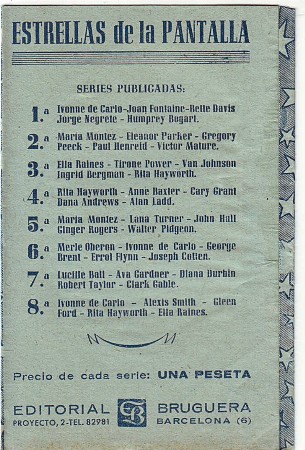 ESTRELLAS de la PANTALLA
SERIES PUBLICADAS:
1.ª Ivonne de Carlo-Joan Fontaine-Bette Davis
Jorge Negrete - Humprey Bogart.
2.ª María Montez - Eleanor Parker - Gregory
Peeck - Paul Henreid - Victor Mature.
3.ª Ella Raines - Tirone Power - Van Johnson
Ingrid Bergman - Rita Hayworth.
4.ª Rita Hayworth - Anne Baxter - Cary Grant
Dana Andrews - Alan Ladd.
5.ª María Montez - Lana Turner - John Hall
Ginger Rogers - Walter Pidgeon.
6.ª Merle Oberon - Ivonne de Carlo - George
Brent - Errol Flynn - Joseph Cotten.
7.ª Lucille Ball - Ava Gardner - Diana Durbin
Robert Taylor - Clark Gable.
8.ª Ivonne de Carlo - Alexis Smith - Gleen
Ford - Rita Hayworth - Ella Raines.
Precio de cada serie: UNA PESETA
EDITORIAL B BRUGUERA
PROYECTO, 2-TEL. 82981 BARCELONA (6)